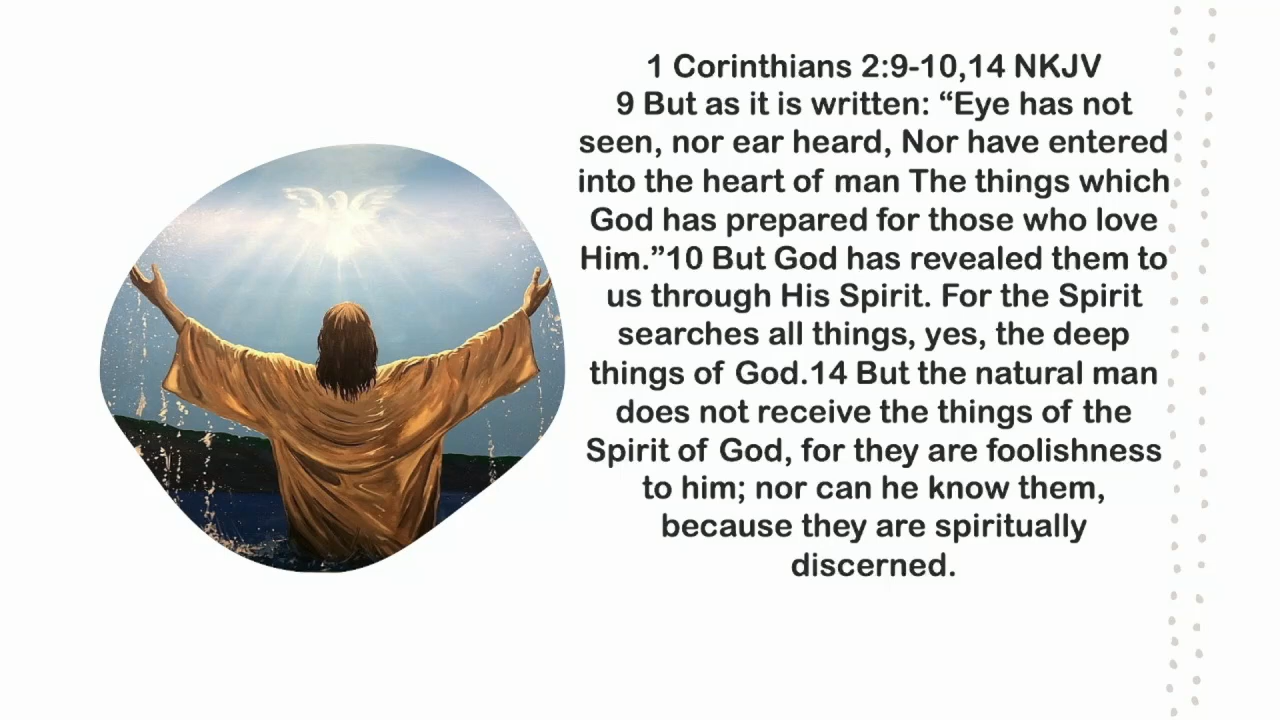 1 Corinthians 2:9-10,14 NKJV
9 But as it is written: “Eye has not
seen, nor ear heard, Nor have entered
into the heart of man The things which
God has prepared for those who love
Him.”10 But God has revealed them to
us through His Spirit. For the Spirit
searches all things, yes, the deep
things of God.14 But the natural man
does not receive the things of the
Spirit of God, for they are foolishness
to him; nor can he know them,
because they are spiritually
discerned.